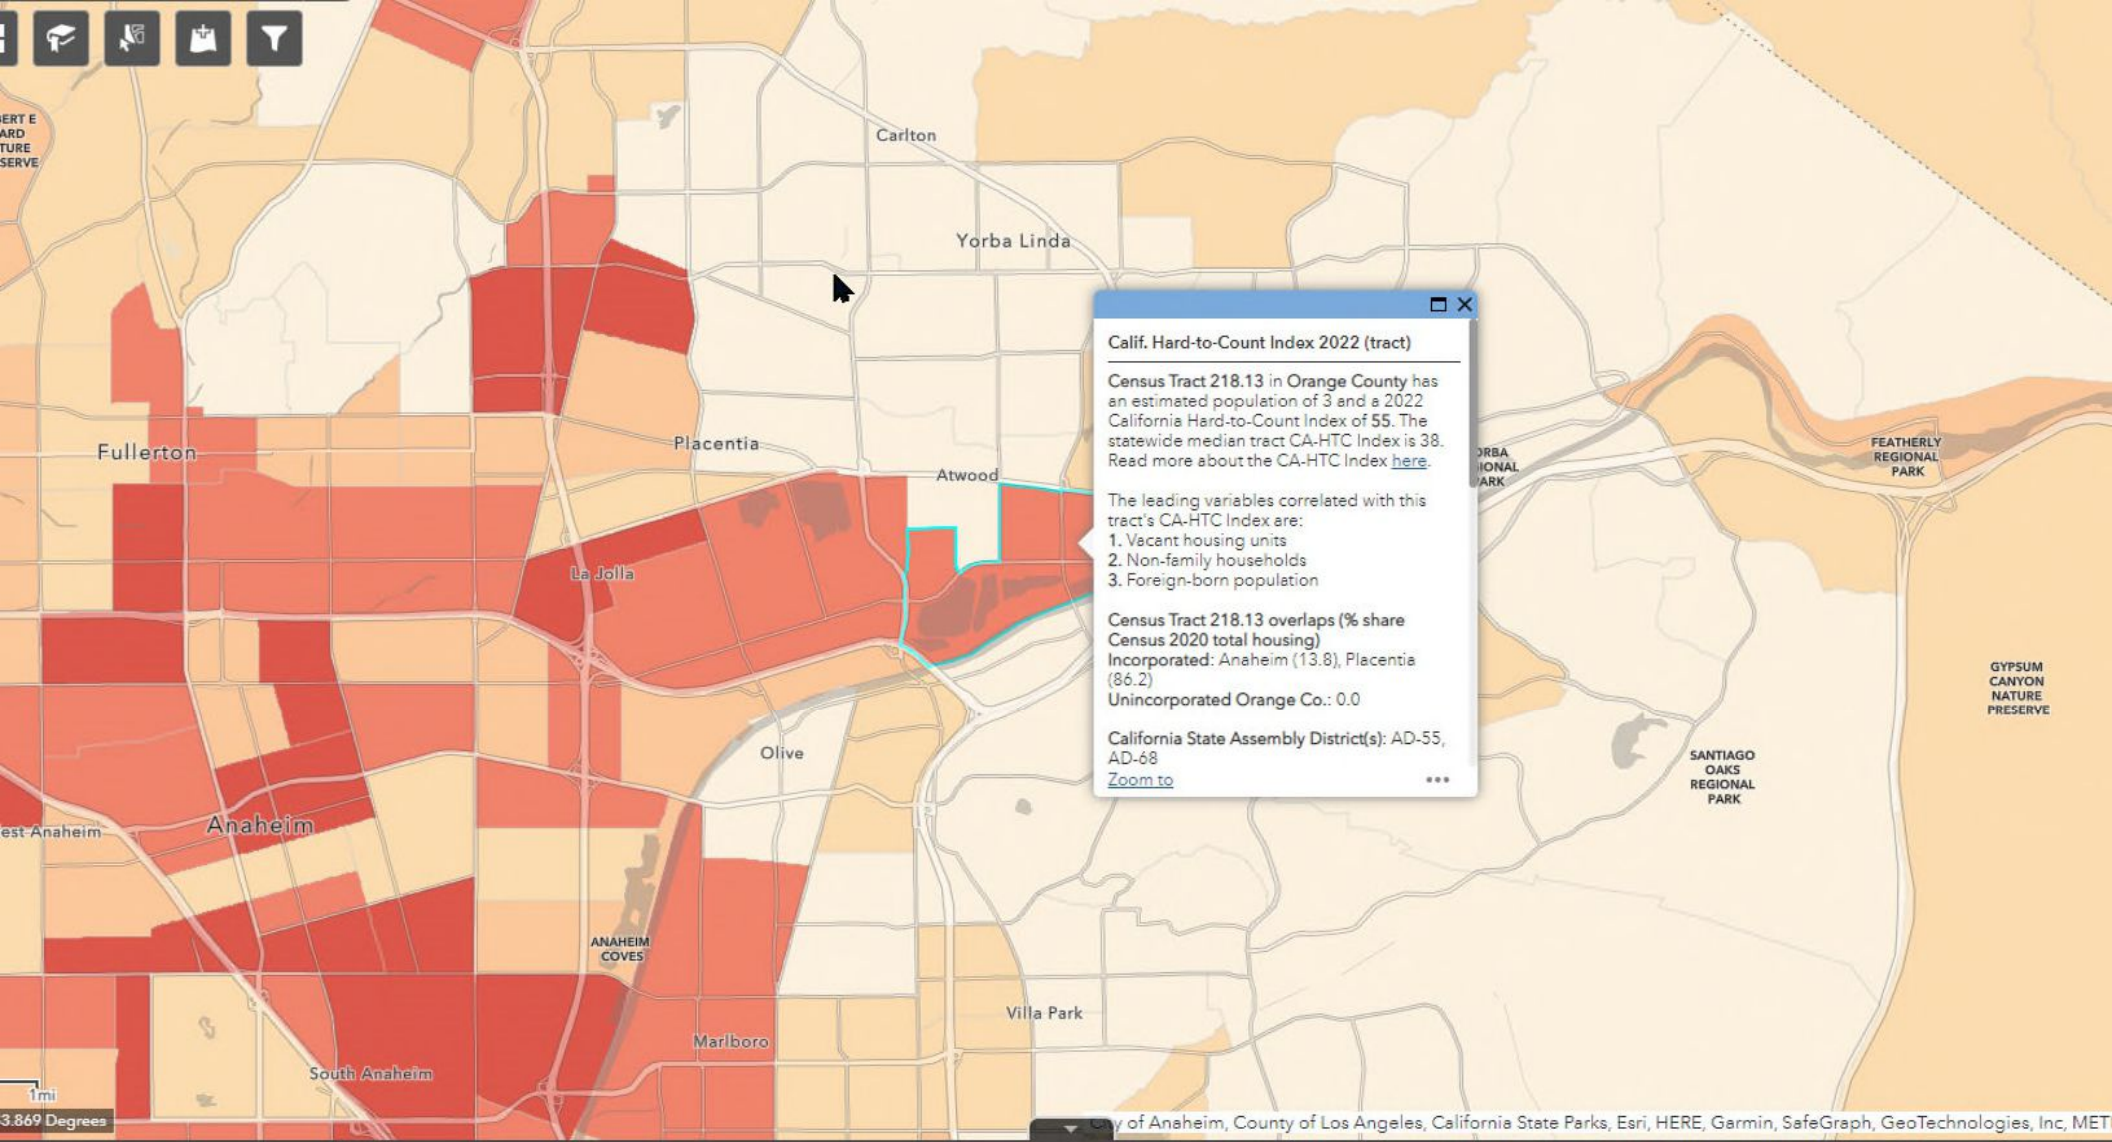 Carlton
Yorba Linda
Calif. Hard-to-Count Index 2022 (tract)
Census Tract 218.13 in Orange County has
an estimated population of 3 and a 2022
California Hard-to-Count Index of 55. The
statewide median tract CA-HTC Index is 38.
Read more about the CA-HTC Index here.
The leading variables correlated with this
tract's CA-HTC Index are:
1. Vacant housing units
2. Non-family households
3. Foreign-born population
Census Tract 218.13 overlaps (% share
Census 2020 total housing)
Incorporated: Anaheim (13.8), Placentia
(86.2)
Unincorporated Orange Co.: 0.0
California State Assembly District(s): AD-55,
AD-68
Zoom to
Fullerton
Placentia
Atwood
FEATHERLY
REGIONAL
PARK
La Jolla
GYPSUM
CANYON
NATURE
PRESERVE
Olive
SANTIAGO
OAKS
REGIONAL
PARK
est Anaheim
Anaheim
ANAHEIM
COVES
Villa Park
Marlboro
South Anaheim
1mi
3.869 Degrees
y of Anaheim, County of Los Angeles, California State Parks, Esri, HERE, Garmin, SafeGraph, GeoTechnologies, Inc, MET